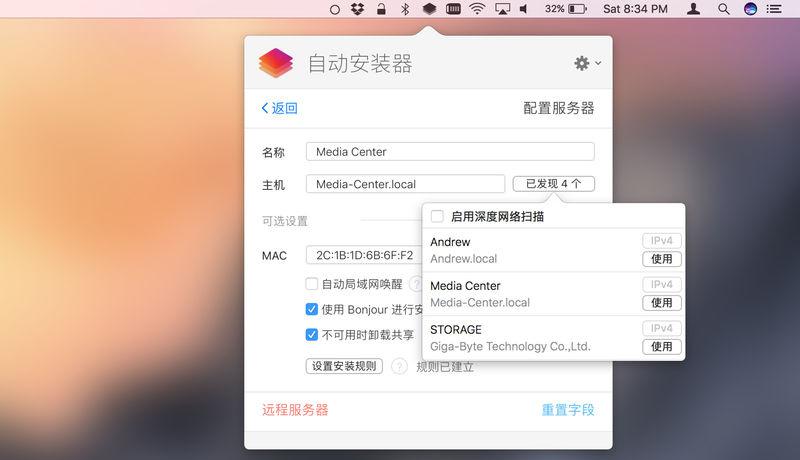 32%
Sat 8:34 PM
自动安装器
返回
配置服务器
名称
Media Center
主机
Media-Center.local
已发现 4 个
可选设置
启用深度网络扫描
Andrew
IPv4
Andrew.local
使用
MAC
2C:1B:1D:6B:6F:F2
自动局域网唤醒
?
Media Center
IPv4
Media-Center.local
使用
使用 Bonjour 进行安
STORAGE
IPv4
不可用时卸载共享
Giga-Byte Technology Co.,Ltd.
使用
设置安装规则
?
规则已建立
远程服务器
重置字段